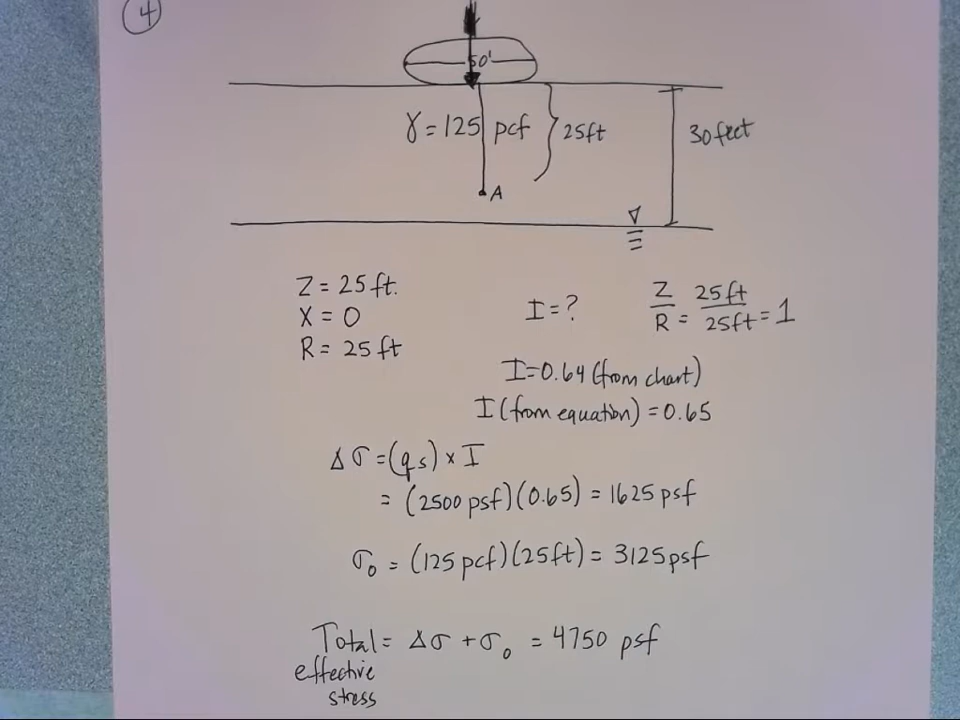 4
50'
γ = 125 pcf } 25ft
30 feet
A
Z = 25 ft.
X = 0
R = 25 ft
I = ?
Z/R = 25ft/25ft = 1
I = 0.64 (from chart)
I (from equation) = 0.65
Δσ = (qs) × I
= (2500 psf)(0.65) = 1625 psf
σ₀ = (125 pcf)(25ft) = 3125 psf
Total = Δσ + σ₀ = 4750 psf
effective
stress